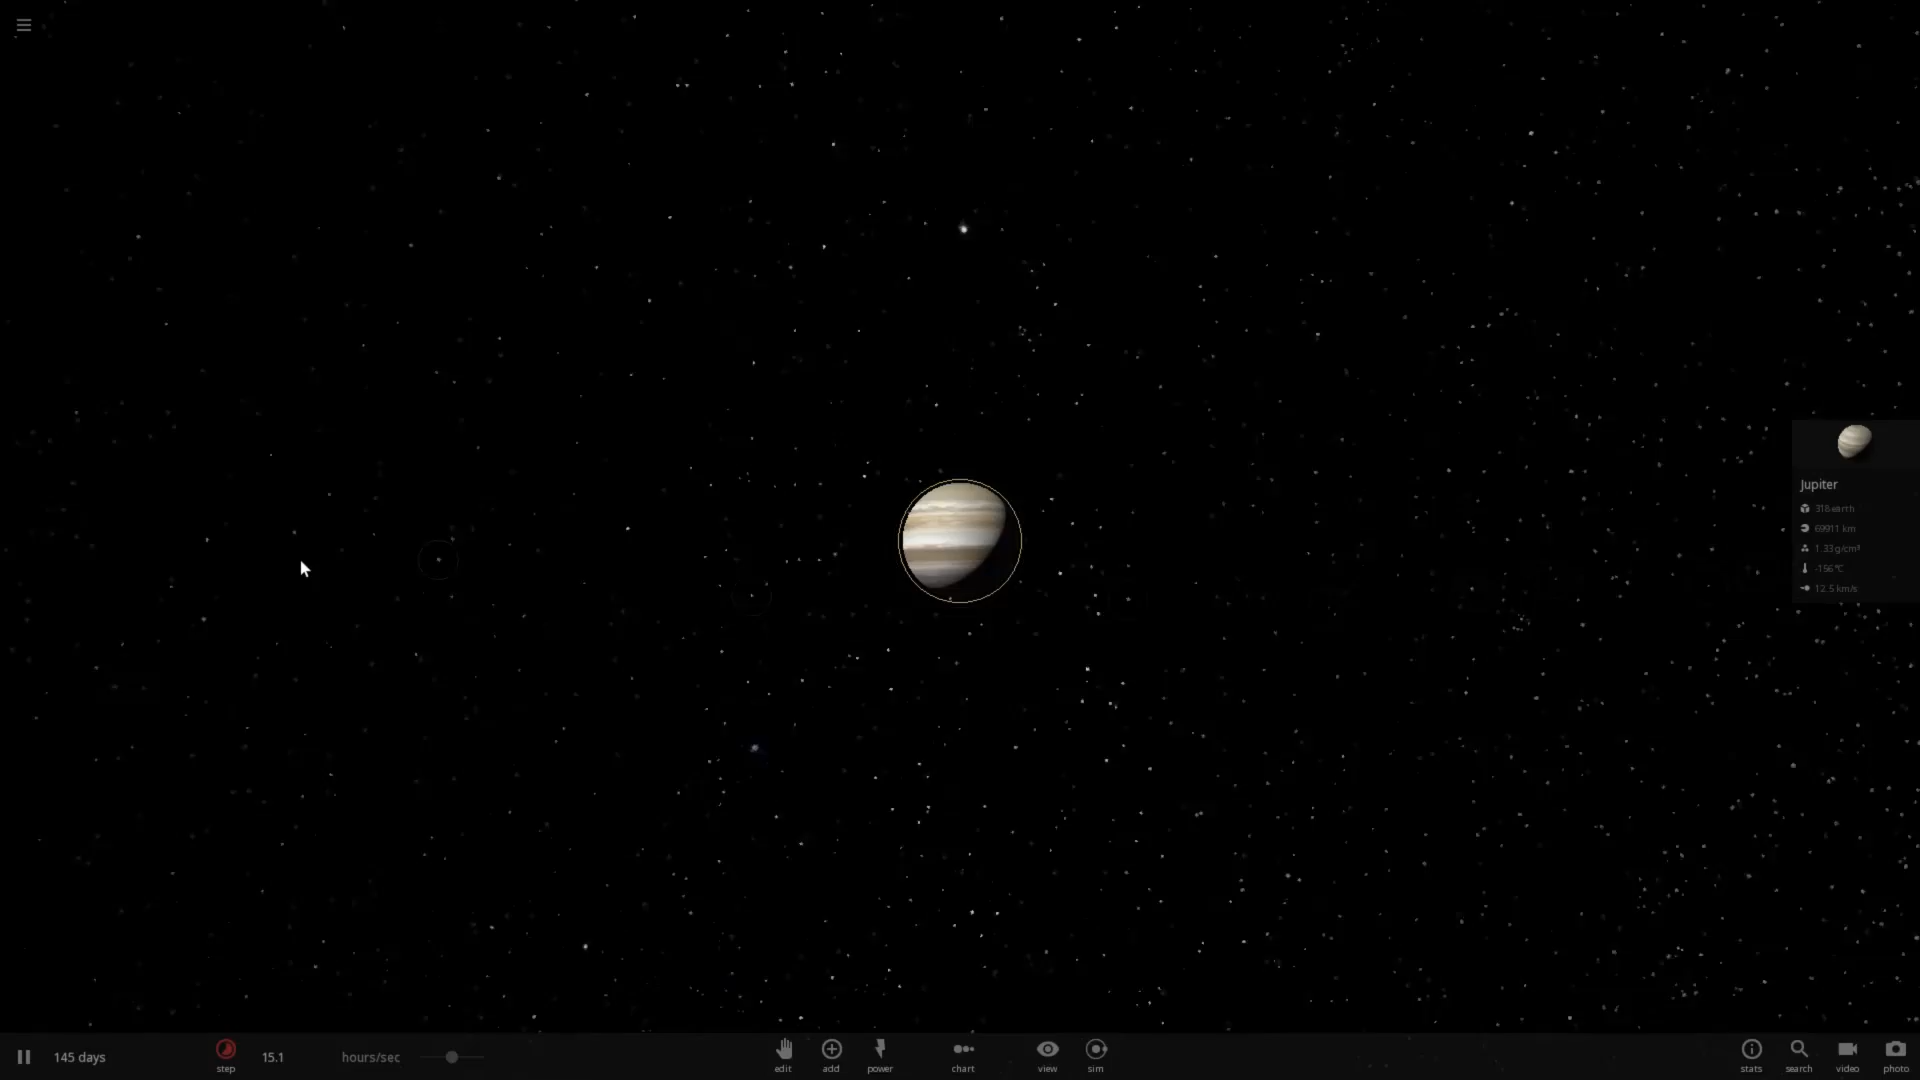 Jupiter
318 earth
69911 km
1.33 g/cm³
-156 °C
12.5 km/s
145 days
step
15.1
hours/sec
edit
add
power
chart
view
sim
stats
search
video
photo